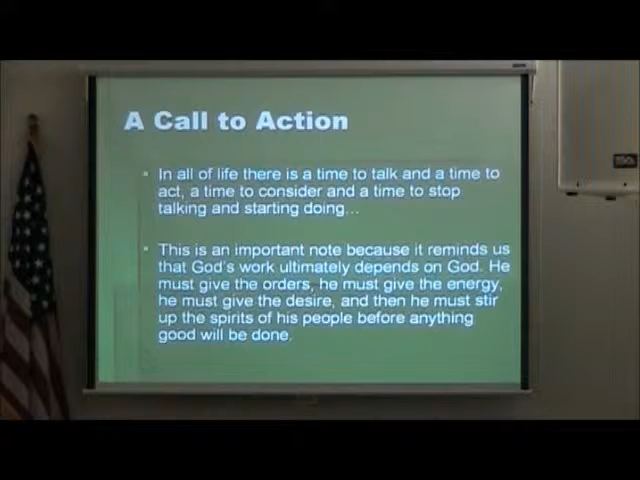 A Call to Action
In all of life there is a time to talk and a time to
act, a time to consider and a time to stop
talking and starting doing...
This is an important note because it reminds us
that God's work ultimately depends on God. He
must give the orders, he must give the energy,
he must give the desire, and then he must stir
up the spirits of his people before anything
good will be done.